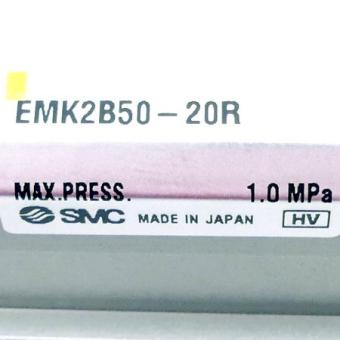 EMK2B50-20R
MAX.PRESS. 1.0 MPa
SMC MADE IN JAPAN HV